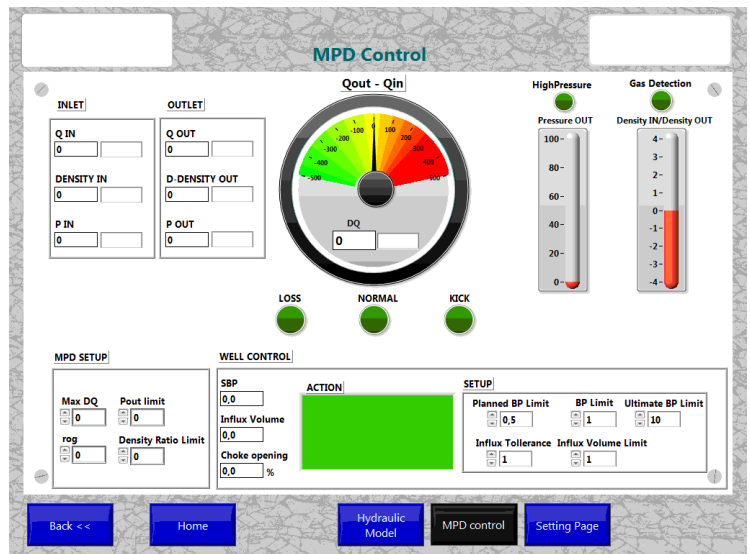 MPD Control
Qout - Qin
HighPressure
Gas Detection
INLET
OUTLET
Pressure OUT
Density IN/Density OUT
Q IN
0
Q OUT
0
DENSITY IN
0
D-DENSITY OUT
0
P IN
0
P OUT
0
-500
-400
-300
-200
-100
0
100
200
300
400
500
DQ
0
100
80
60
40
20
0
4
3
2
1
0
-1
-2
-3
-4
LOSS
NORMAL
KICK
MPD SETUP
Max DQ
0
Pout limit
0
rog
0
Density Ratio Limit
0
WELL CONTROL
SBP
0,0
Influx Volume
0,0
Choke opening
0,0 %
ACTION
SETUP
Planned BP Limit
0,5
BP Limit
1
Ultimate BP Limit
10
Influx Tollerance
1
Influx Volume Limit
1
Back <<
Home
Hydraulic
Model
MPD control
Setting Page